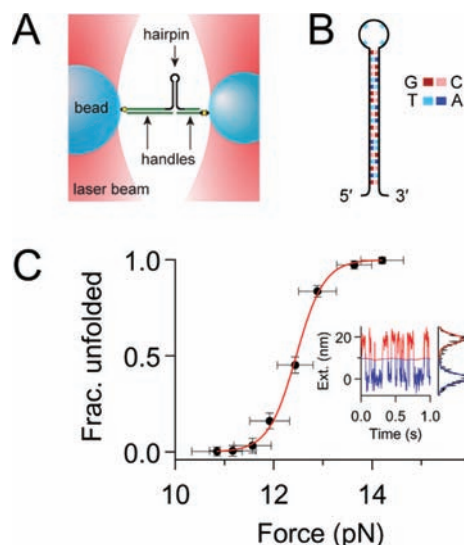 A
hairpin
bead
handles
laser beam
B
G C
T A
5′ 3′
C
Frac. unfolded
1.0
0.5
0.0
10 12 14
Force (pN)
Ext. (nm)
20
0
0.0 0.5 1.0
Time (s)